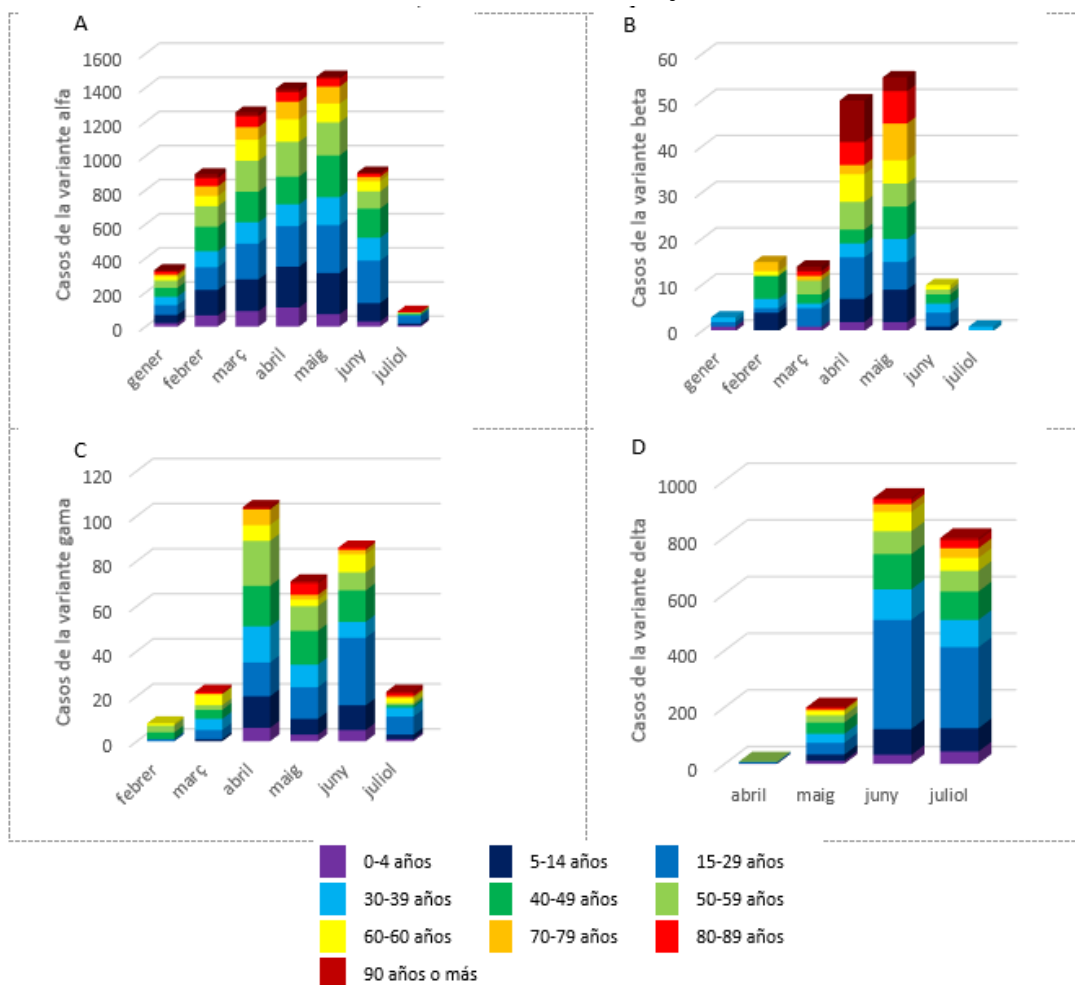 A
Casos de la variante alfa
1600
1400
1200
1000
800
600
400
200
0
gener
febrer
març
abril
maig
juny
juliol
B
Casos de la variante beta
60
50
40
30
20
10
0
gener
febrer
març
abril
maig
juny
juliol
C
Casos de la variante gama
120
100
80
60
40
20
0
febrer
març
abril
maig
juny
juliol
D
Casos de la variante delta
1000
800
600
400
200
0
abril
maig
juny
juliol
0-4 años
5-14 años
15-29 años
30-39 años
40-49 años
50-59 años
60-60 años
70-79 años
80-89 años
90 años o más